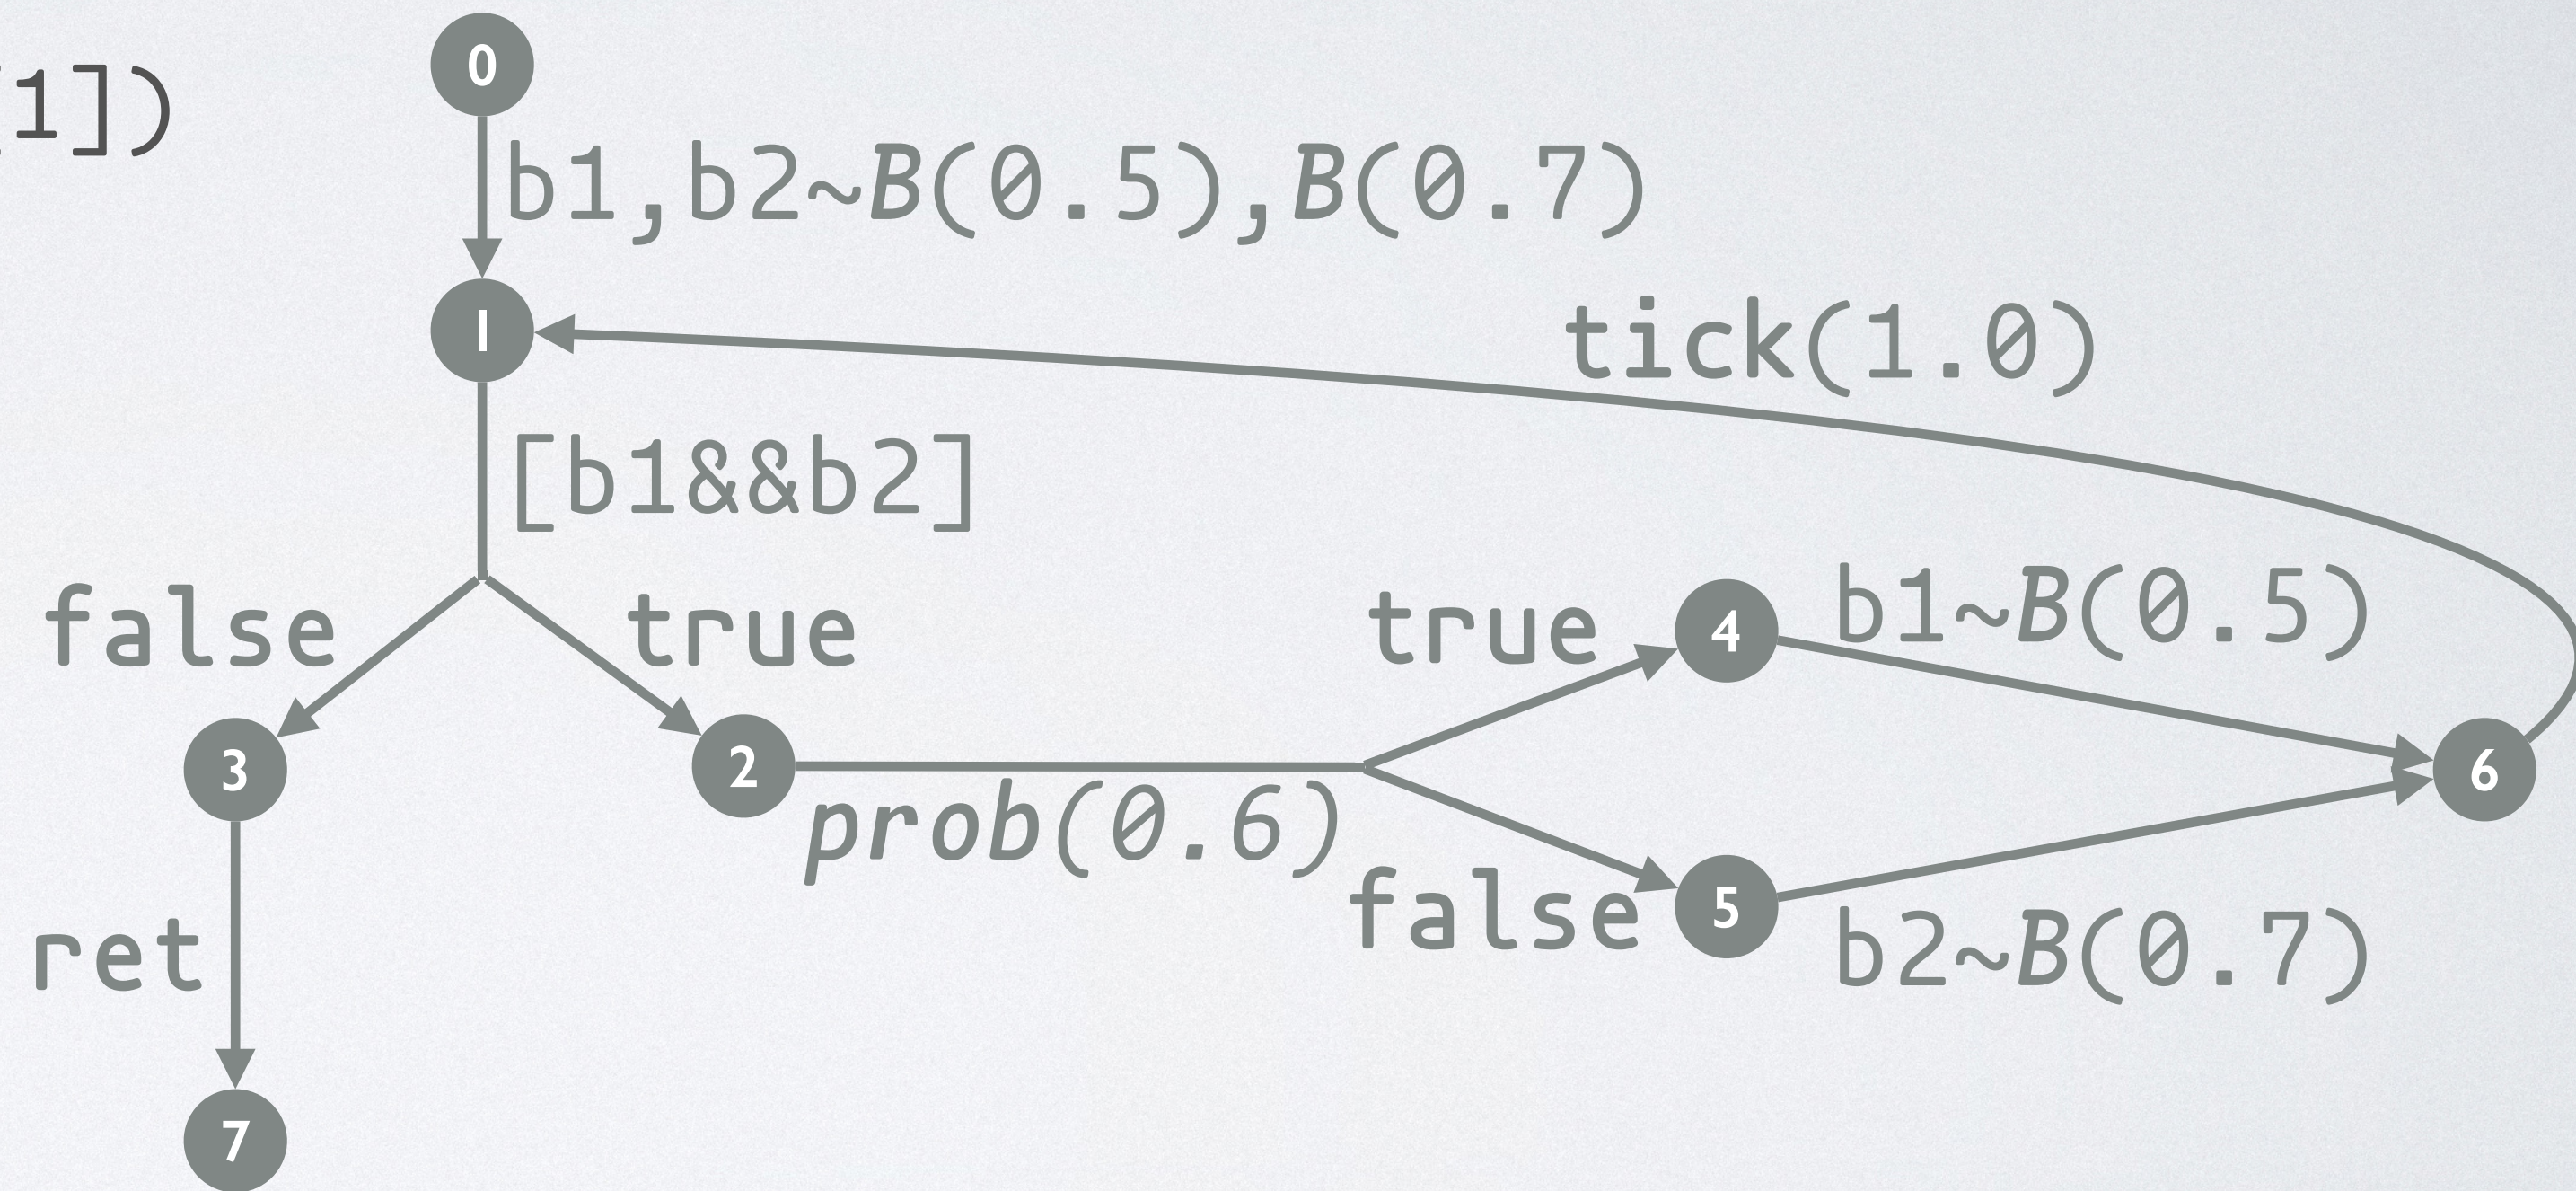 0
1])
b1,b2~B(0.5),B(0.7)
1
tick(1.0)
[b1&&b2]
false
true
true
4
b1~B(0.5)
3
2
6
prob(0.6)
false
5
b2~B(0.7)
ret
7